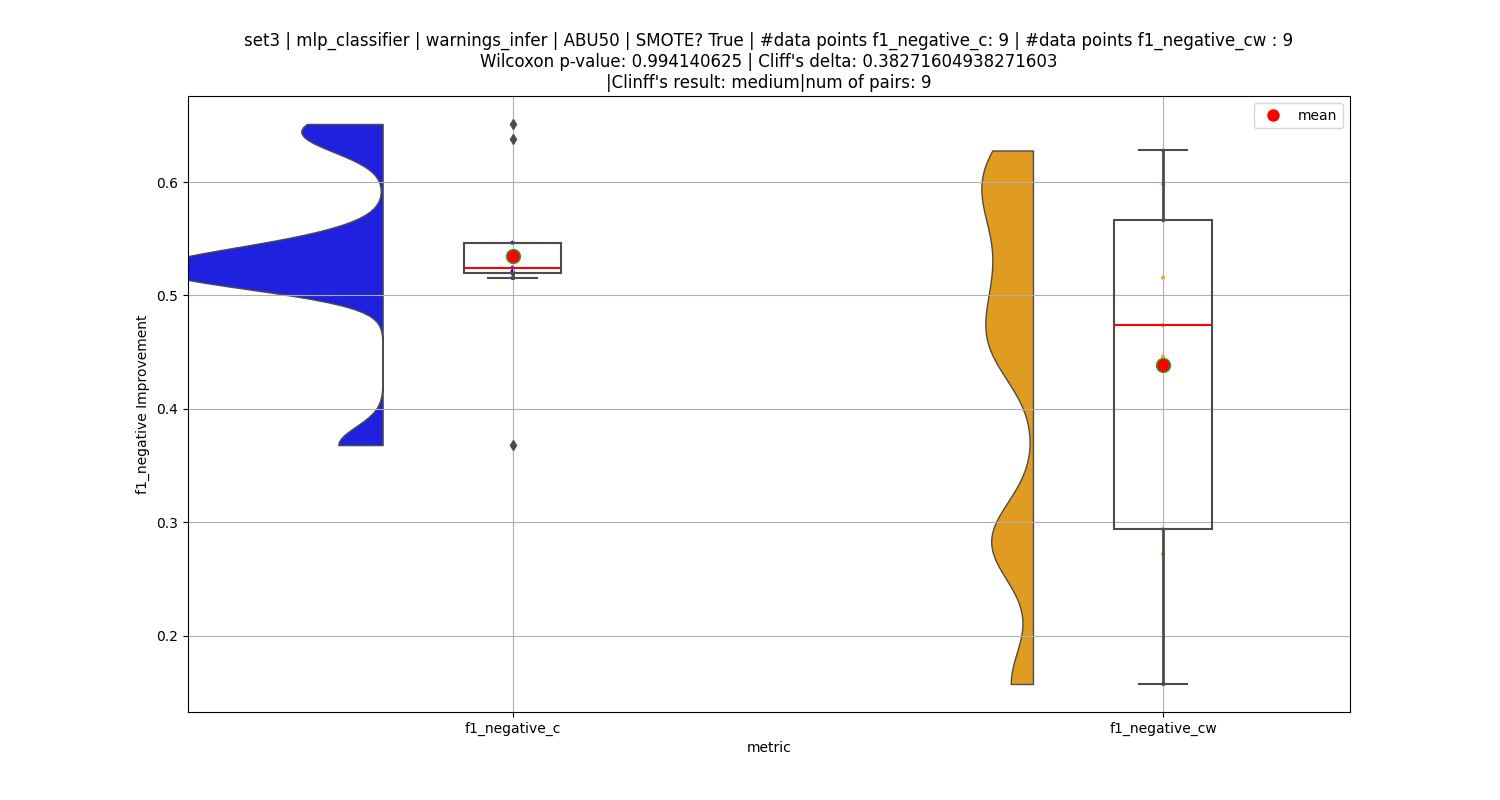 set3 | mlp_classifier | warnings_infer | ABU50 | SMOTE? True | #data points f1_negative_c: 9 | #data points f1_negative_cw : 9
Wilcoxon p-value: 0.994140625 | Cliff's delta: 0.38271604938271603
|Clinff's result: medium|num of pairs: 9
mean
0.6
0.5
0.4
0.3
0.2
f1_negative Improvement
f1_negative_c
f1_negative_cw
metric